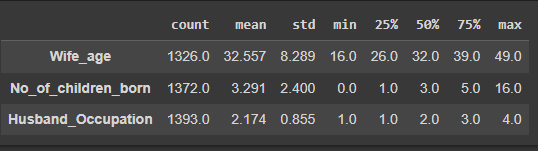 count mean std min 25% 50% 75% max
Wife_age 1326.0 32.557 8.289 16.0 26.0 32.0 39.0 49.0
No_of_children_born 1372.0 3.291 2.400 0.0 1.0 3.0 5.0 16.0
Husband_Occupation 1393.0 2.174 0.855 1.0 1.0 2.0 3.0 4.0